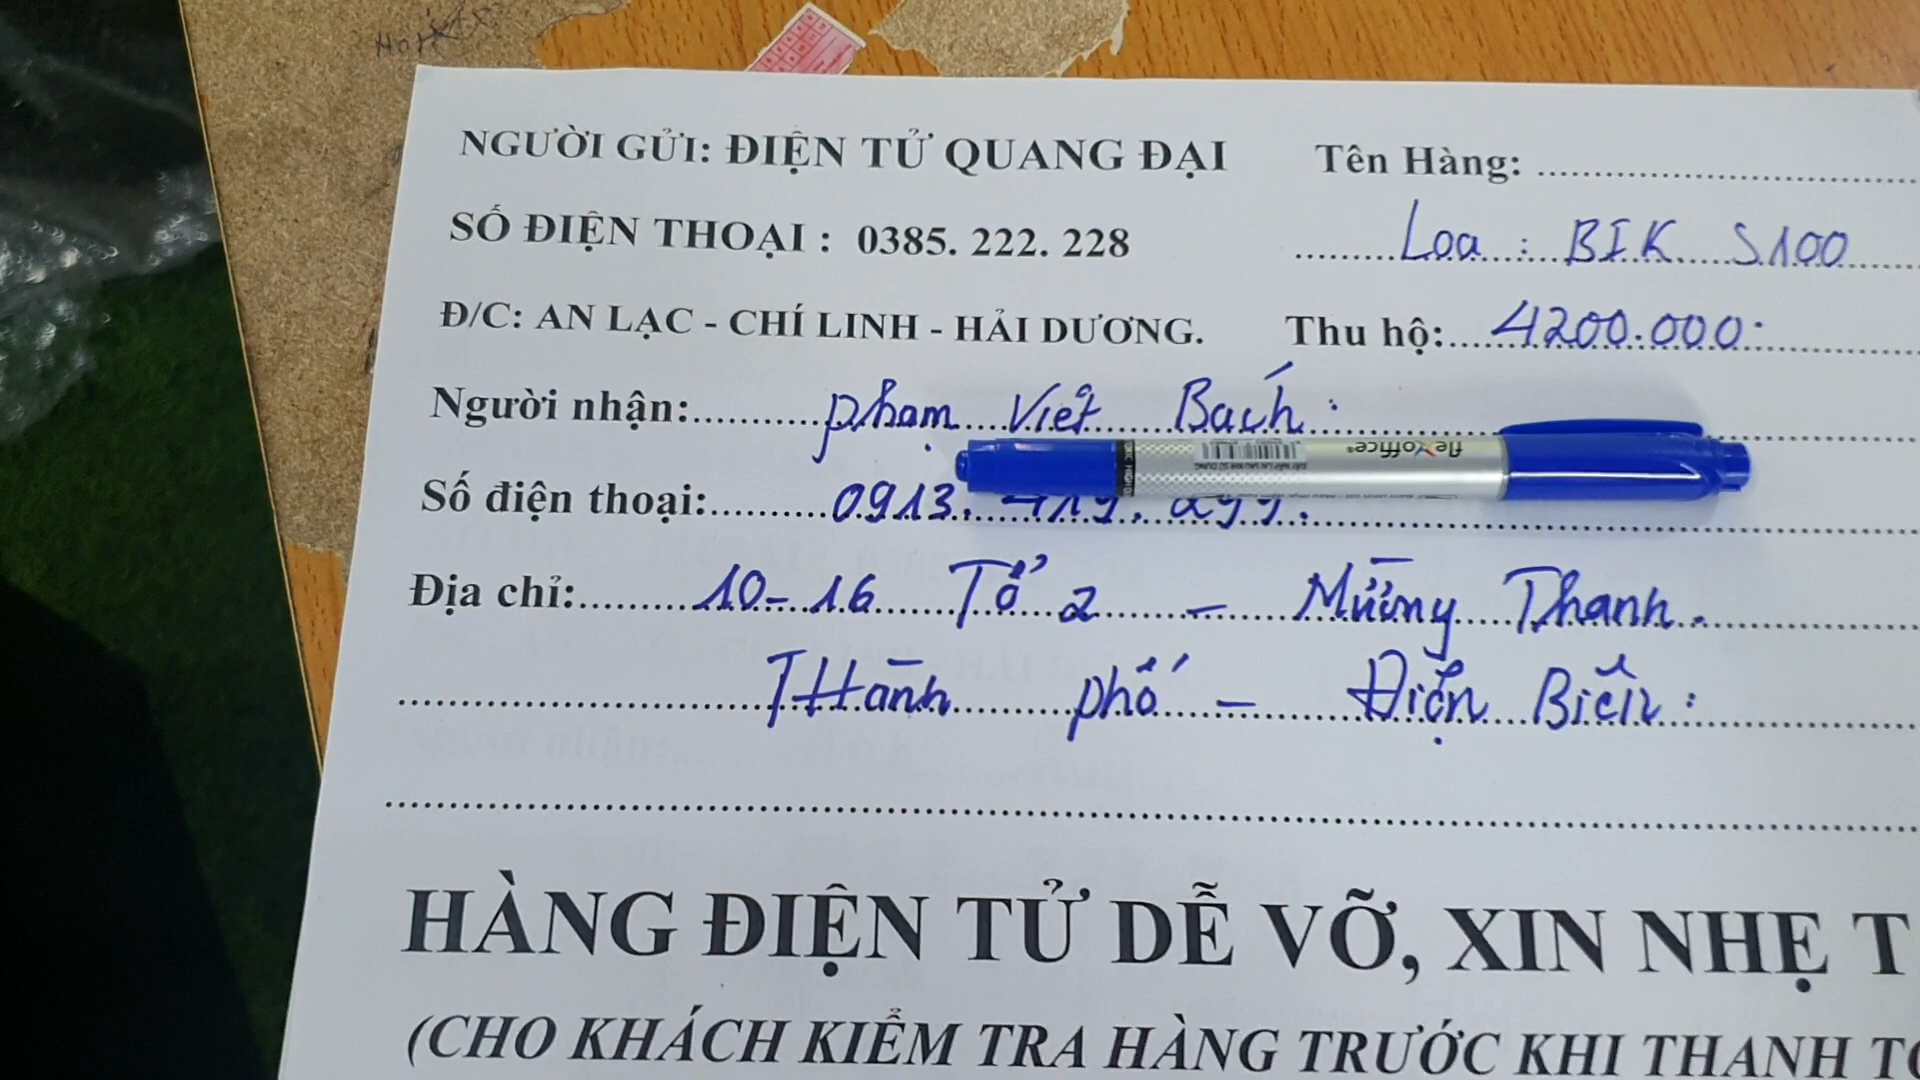 NGƯỜI GỬI: ĐIỆN TỬ QUANG ĐẠI
SỐ ĐIỆN THOẠI : 0385. 222. 228
Đ/C: AN LẠC - CHÍ LINH - HẢI DƯƠNG.
Tên Hàng:
Loa : BIK S100
Thu hộ: 4200.000
Người nhận: Phạm Việt Bách
flexoffice
Số điện thoại: 0913.
Địa chỉ: 10-16 Tổ 2 - Mường Thanh.
THành phố - Điện Biên
HÀNG ĐIỆN TỬ DỄ VỠ, XIN NHẸ T
(CHO KHÁCH KIỂM TRA HÀNG TRƯỚC KHI THANH TO